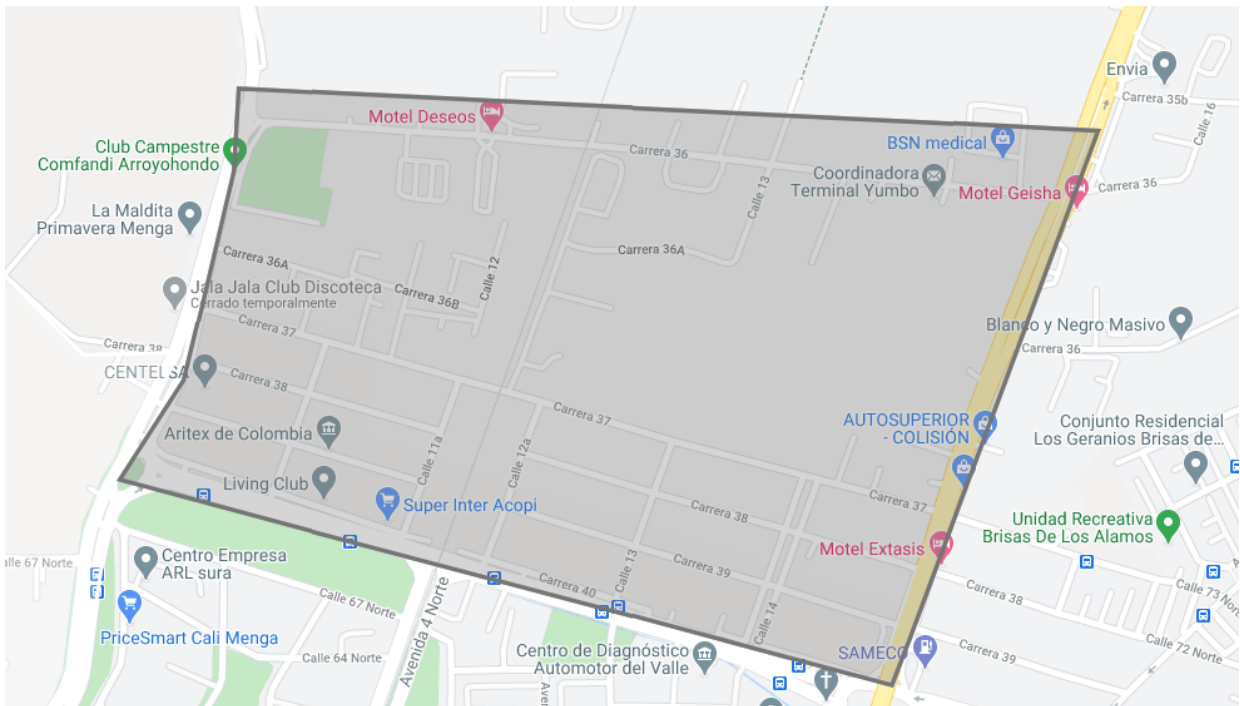 Envia
Carrera 35b
Calle 16
Motel Deseos
BSN medical
Club Campestre
Comfandi Arroyohondo
Carrera 36
Coordinadora
Terminal Yumbo
Calle 13
Motel Geisha
Carrera 36
La Maldita
Primavera Menga
Carrera 36A
Carrera 36A
Calle 12
Jala Jala Club Discoteca
Cerrado temporalmente
Carrera 36B
Blanco y Negro Masivo
Carrera 37
Carrera 38
Carrera 36
CENTELSA
Carrera 38
Carrera 37
AUTOSUPERIOR
- COLISIÓN
Conjunto Residencial
Los Geranios Brisas de...
Aritex de Colombia
Calle 11a
Calle 12a
Living Club
Super Inter Acopi
Carrera 37
Carrera 38
Unidad Recreativa
Brisas De Los Alamos
Motel Extasis
Centro Empresa
ARL sura
alle 67 Norte
Calle 13
Carrera 39
Carrera 40
Carrera 38
Calle 73 Nor
Calle 67 Norte
Avenida 4 Norte
Calle 14
PriceSmart Cali Menga
Calle 72 Norte
Calle 64 Norte
Centro de Diagnóstico
Automotor del Valle
SAMECO
Carrera 39
Aven